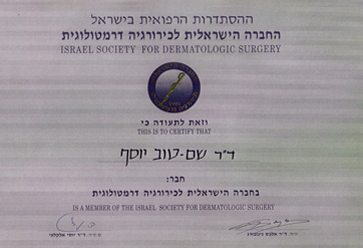 ההסתדרות הרפואית בישראל
החברה הישראלית לכירורגיה דרמטולוגית
ISRAEL SOCIETY FOR DERMATOLOGIC SURGERY
וזאת לתעודה כי
THIS IS TO CERTIFY THAT
ד"ר שם-טוב יוסף
חבר:
בחברה הישראלית לכירורגיה דרמטולוגית
IS A MEMBER OF THE ISRAEL SOCIETY FOR DERMATOLOGIC SURGERY